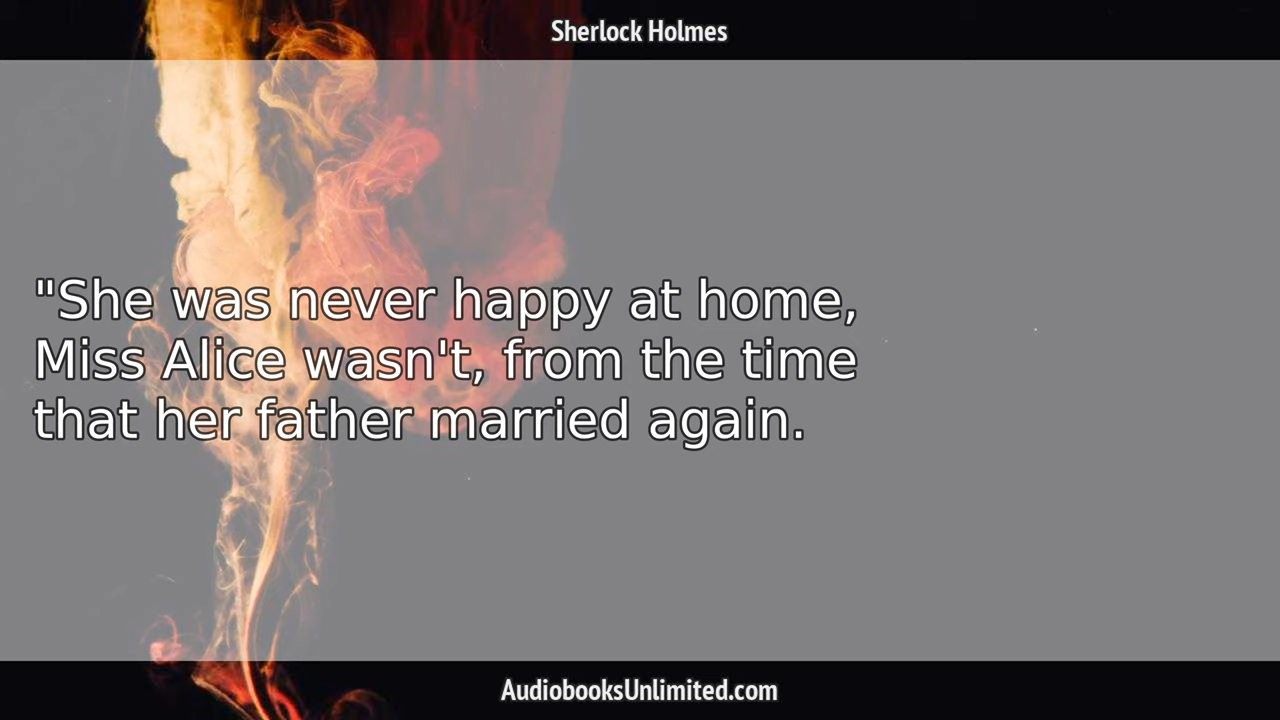 Sherlock Holmes
"She was never happy at home,
Miss Alice wasn't, from the time
that her father married again.
AudiobooksUnlimited.com